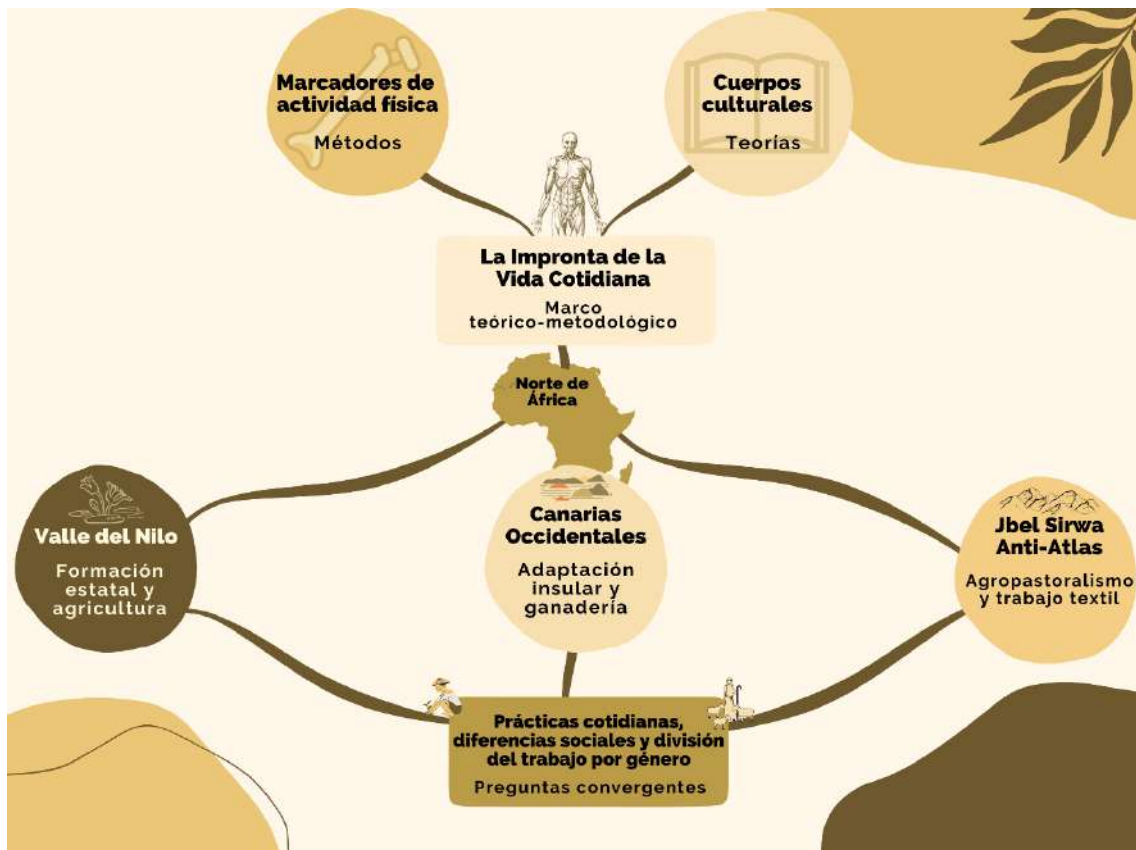 Marcadores de
actividad física
Métodos
Cuerpos
culturales
Teorías
La Impronta de la
Vida Cotidiana
Marco
teórico-metodológico
Norte de
África
Valle del Nilo
Formación
estatal y
agricultura
Canarias
Occidentales
Adaptación
insular y
ganadería
Jbel Sirwa
Anti-Atlas
Agropastoralismo
y trabajo textil
Prácticas cotidianas,
diferencias sociales y división
del trabajo por género
Preguntas convergentes